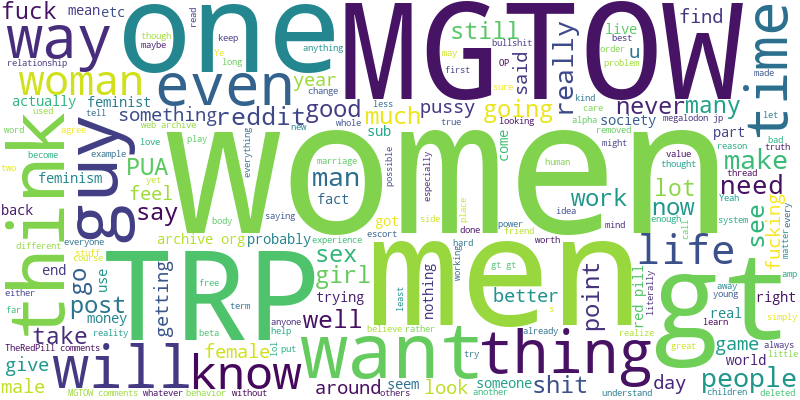 fuck
mean
etc
one
MGTOW
though
maybe
read
keep
long
anything
still
live
u
find
best
order
problem
time
made
way
relationship
said
really
may
first
bullshit
OP
change
sure
woman
even
year
good
much
pussy
going
never
many
kind
care
less
let
actually
feminist
something
reddit
used
tell
word
agree
love
web archive
play
new
whole
true
looking
alpha
removed
society
megalodon jp
part
might
bad
truth
think
guy
PUA
say
yet
feel
two
become
example
feminism
everything
Women
sub
come
make
value
reason
thought
thread
Yeah
back
man
fact
marriage
possible
especially
human
work
lot
now
need
different
everyone
stuff
course
body
saying
archive org
probably
got
side
place
power
idea
enough
mind
call
system
see
fucking
matter
every
end
go
use
post
TRP
getting
experience
escort
sex
girl
men
done
friend
worth
hard
working
gt gt
point
life
gt
right
either
far
money
reality
free
term
trying
nothing
least
better
red pill
literally
away
young
real
learn
game
simply
amp
TheRedPill comments
take
beta
anyone
help
well
want
believe
rather
already
realize
thing
great
world
always
little
give
will
know
female
lol
put
try
s
people
male
MGTOW comments
whatever
behavior
without
around
others
seem
look
another
someone
shit
understand
day
children
deleted